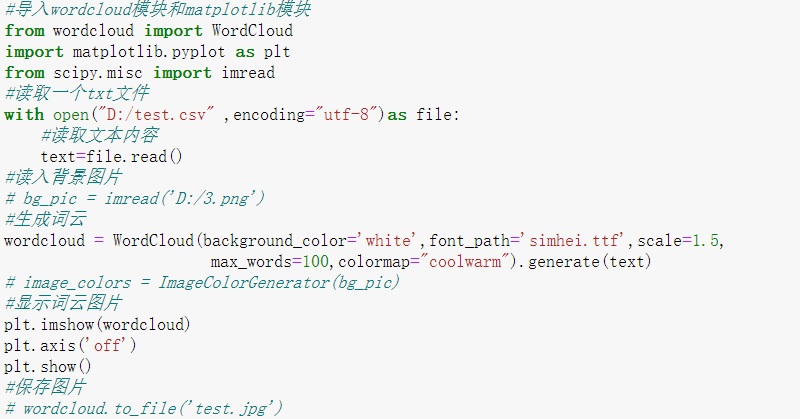 #导入wordcloud模块和matplotlib模块
from wordcloud import WordCloud
import matplotlib.pyplot as plt
from scipy.misc import imread
#读取一个txt文件
with open("D:/test.csv" ,encoding="utf-8")as file:
    #读取文本内容
    text=file.read()
#读入背景图片
# bg_pic = imread('D:/3.png')
#生成词云
wordcloud = WordCloud(background_color='white',font_path='simhei.ttf',scale=1.5,
                      max_words=100,colormap="coolwarm").generate(text)
# image_colors = ImageColorGenerator(bg_pic)
#显示词云图片
plt.imshow(wordcloud)
plt.axis('off')
plt.show()
#保存图片
# wordcloud.to_file('test.jpg')